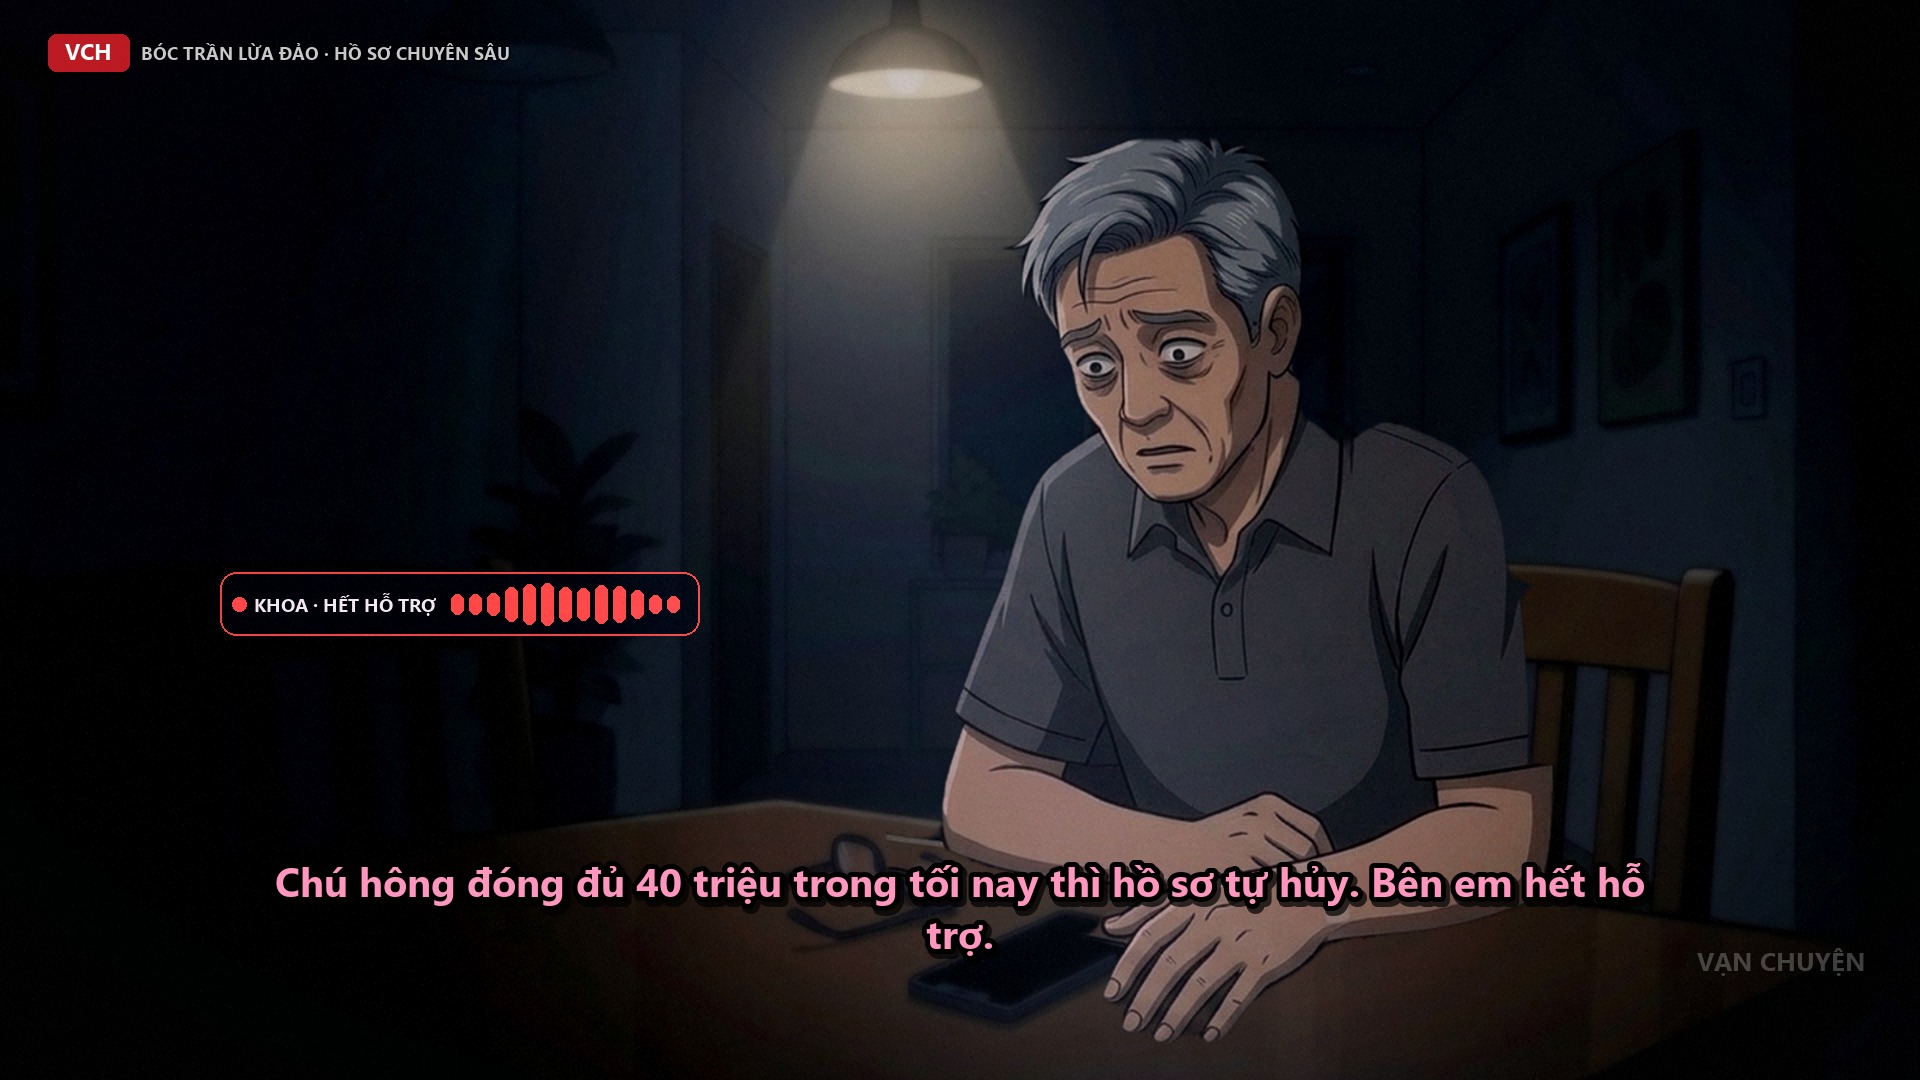 VCH BÓC TRẦN LỪA ĐẢO · HỒ SƠ CHUYÊN SÂU
KHOA · HẾT HỖ TRỢ
Chú hông đóng đủ 40 triệu trong tối nay thì hồ sơ tự hủy. Bên em hết hỗ
trợ.
VẠN CHUYỆN